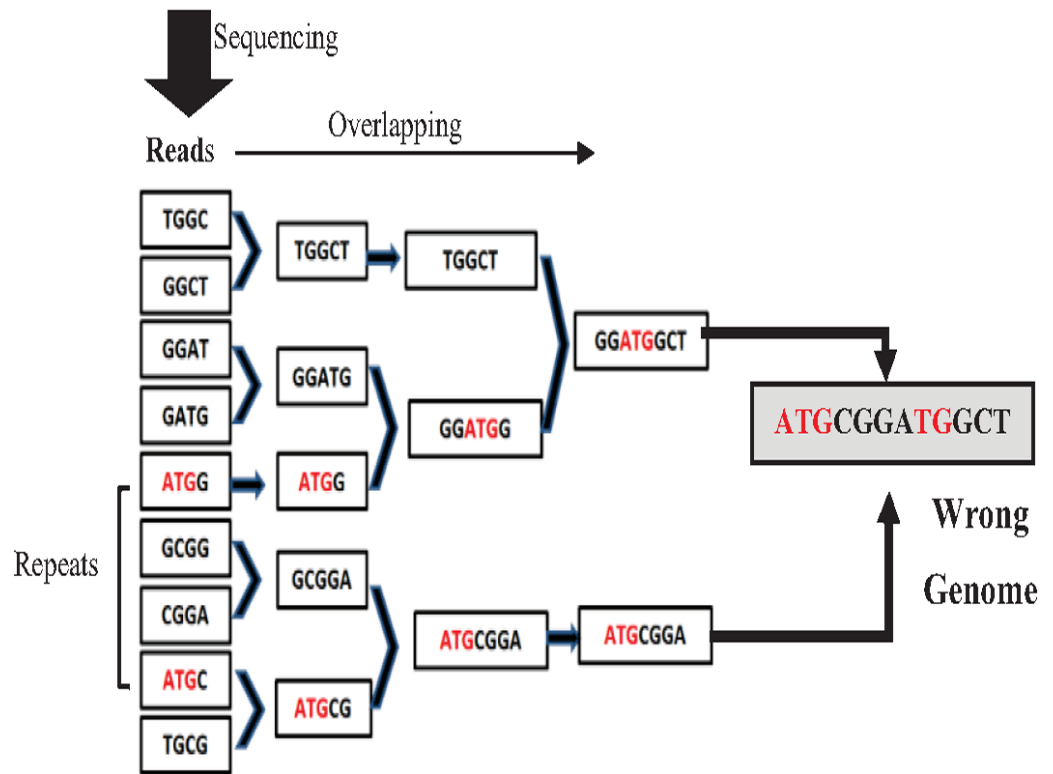 Sequencing
Overlapping
Reads
TGGC
GGCT
GGAT
GATG
ATGG
GCGG
CGGA
ATGC
TGCG
Repeats
TGGCT
GGATG
ATGG
GCGGA
ATGCG
TGGCT
GGATGG
ATGCGGA
GGATGGCT
ATGCGGA
ATGCGGATGGCT
Wrong
Genome